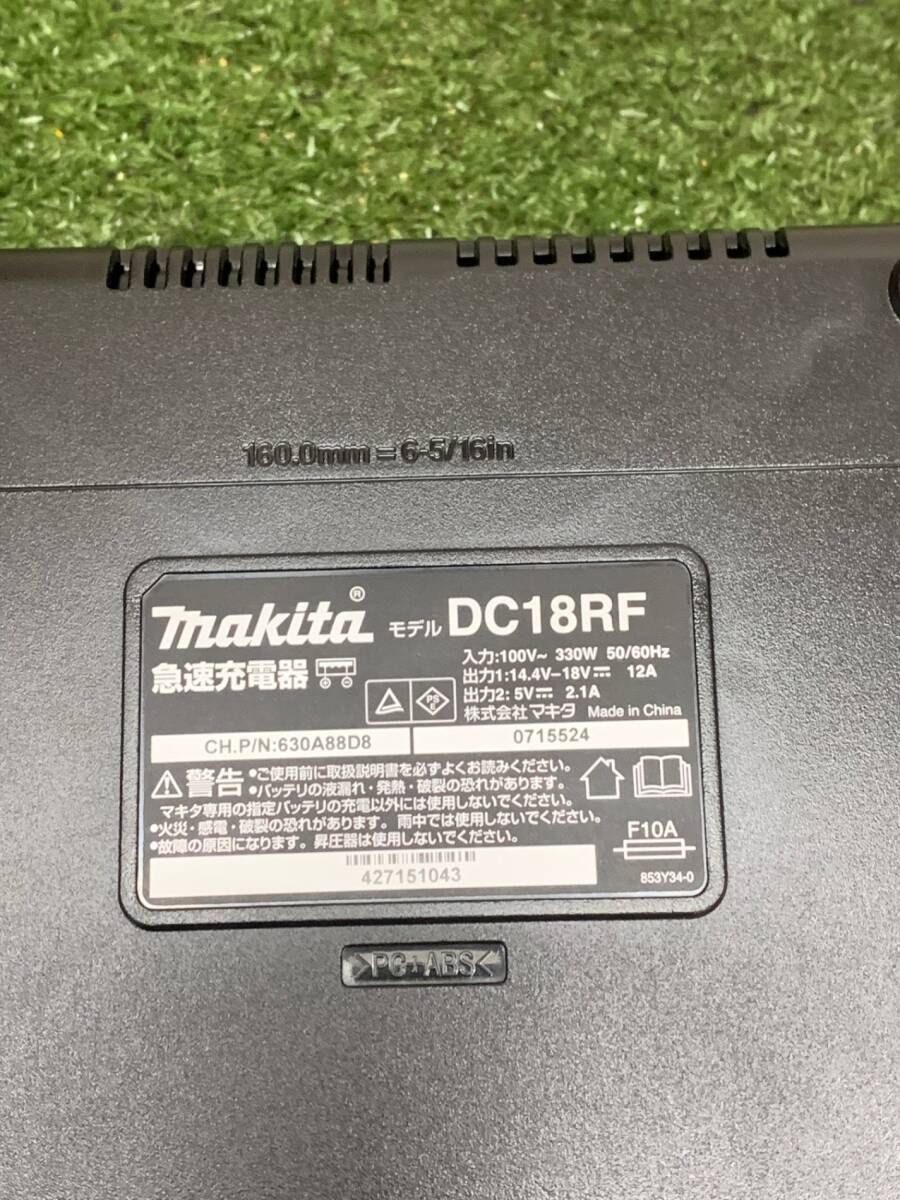 160.0mm=6-5/16in
makita® モデル DC18RF
急速充電器
入力:100V~ 330W 50/60Hz
出力1:14.4V-18V⎓ 12A
出力2:5V⎓ 2.1A
株式会社マキタ Made in China
PS
E
CH.P/N:630A88D8
0715524
警告
•ご使用前に取扱説明書を必ずよくお読みください。
•バッテリの液漏れ・発熱・破裂の恐れがあります。
マキタ専用の指定バッテリの充電以外には使用しないでください。
•火災・感電・破裂の恐れがあります。雨中では使用しないでください。
•故障の原因になります。昇圧器は使用しないでください。
F10A
853Y34-0
427151043
>PC+ABS<